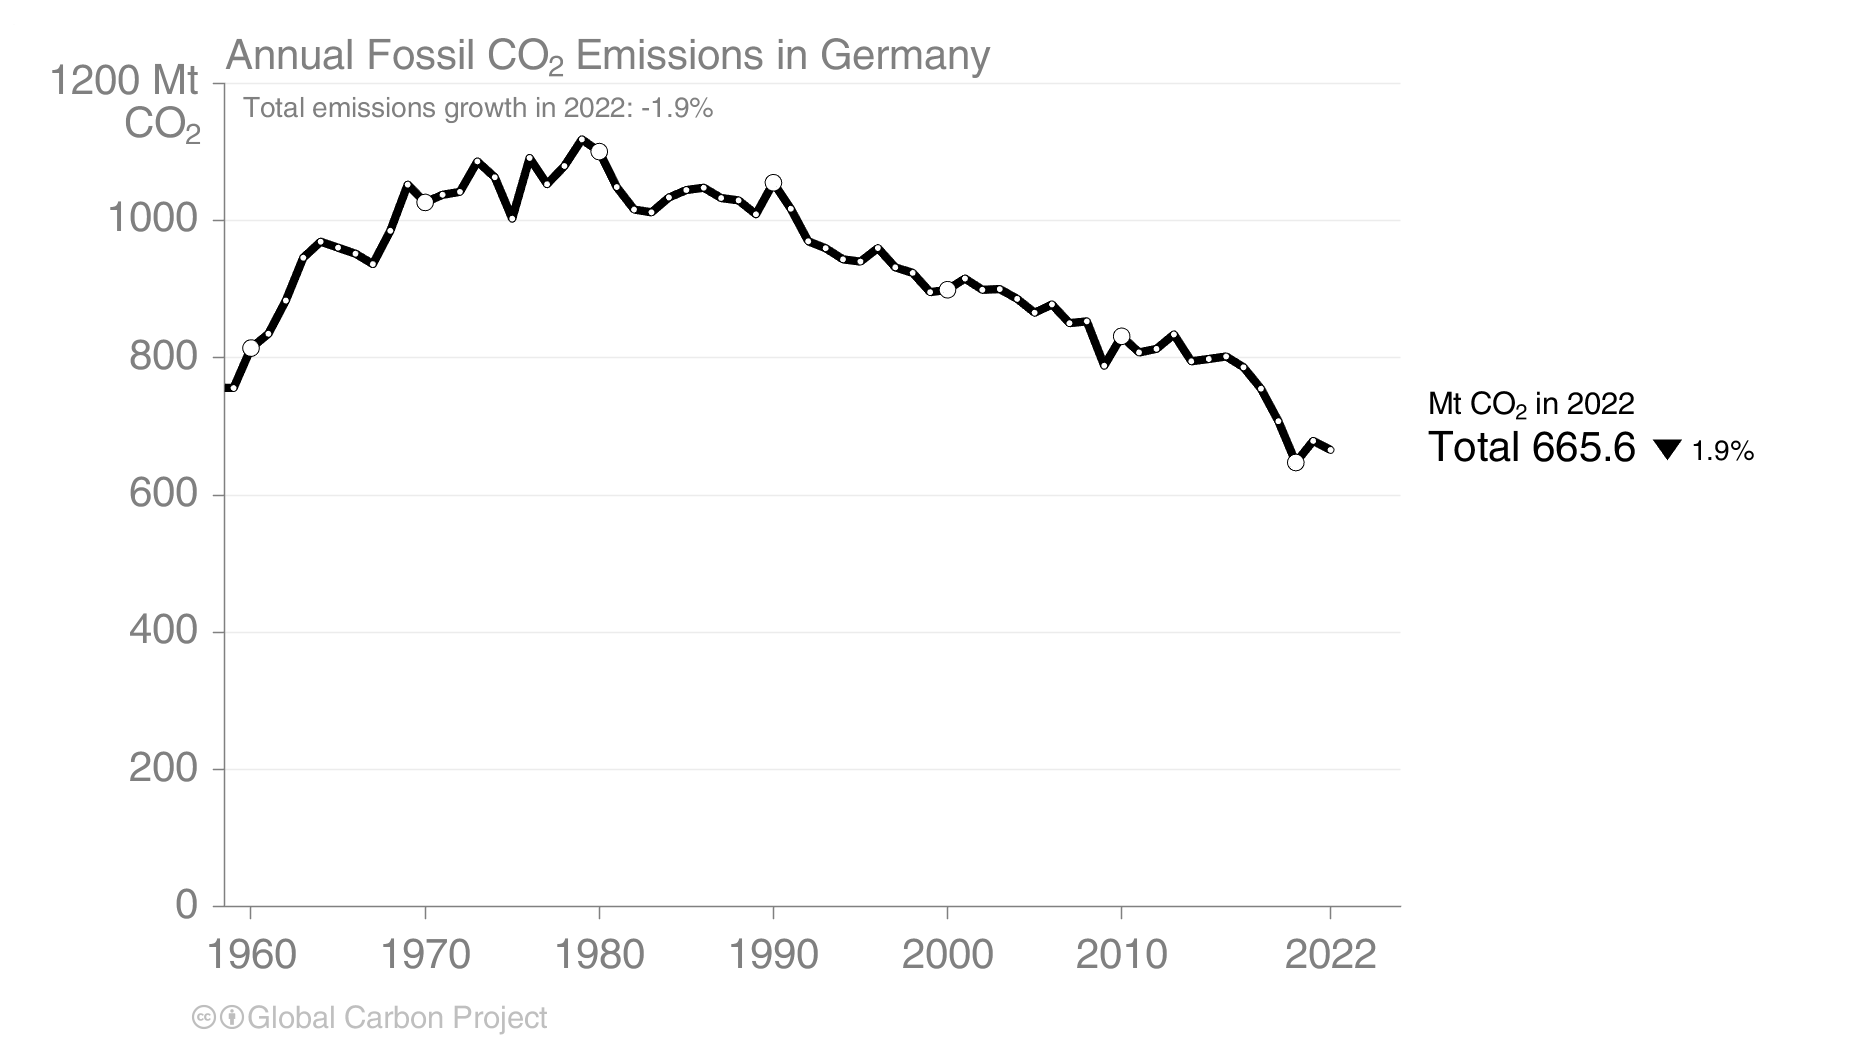 Annual Fossil CO₂ Emissions in Germany
1200 Mt
CO₂
Total emissions growth in 2022: -1.9%
1000
800
Mt CO₂ in 2022
Total 665.6 ▼ 1.9%
600
400
200
0
1960 1970 1980 1990 2000 2010 2022
cc Global Carbon Project